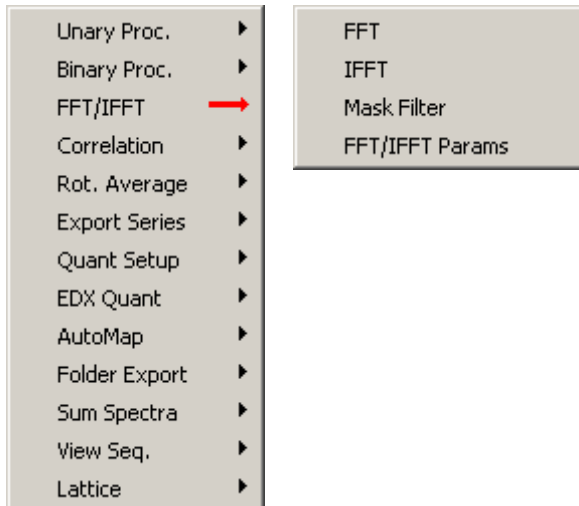 Unary Proc.
Binary Proc.
FFT/IFFT
Correlation
Rot. Average
Export Series
Quant Setup
EDX Quant
AutoMap
Folder Export
Sum Spectra
View Seq.
Lattice
FFT
IFFT
Mask Filter
FFT/IFFT Params